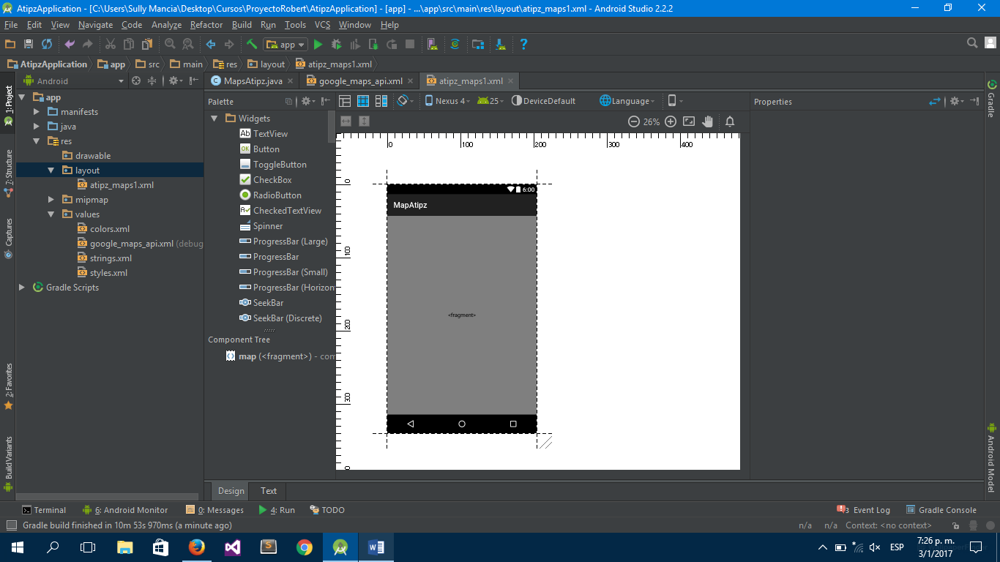 AtipzApplication - [C:\Users\Sully Mancia\Desktop\Cursos\ProyectoRobert\AtipzApplication] - [app] - ...\app\src\main\res\layout\atipz_maps1.xml - Android Studio 2.2.2
File Edit View Navigate Code Analyze Refactor Build Run Tools VCS Window Help
app
AtipzApplication app src main res layout atipz_maps1.xml
Android
MapsAtipz.java google_maps_api.xml atipz_maps1.xml
1: Project
7: Structure
Captures
2: Favorites
Build Variants
app
manifests
java
res
drawable
layout
atipz_maps1.xml
mipmap
values
colors.xml
google_maps_api.xml (debug
strings.xml
styles.xml
Gradle Scripts
Palette
Widgets
Ab TextView
OK Button
ToggleButton
CheckBox
RadioButton
A CheckedTextView
Spinner
ProgressBar (Large)
ProgressBar
ProgressBar (Small)
ProgressBar (Horizon
SeekBar
SeekBar (Discrete)
Component Tree
map (<fragment>) - com
Nexus 4 25 DeviceDefault Language
26%
0 100 200 300 400
0
100
200
300
0
6:00
MapAtipz
<fragment>
Properties
Gradle
Android Model
Design Text
Terminal 6: Android Monitor 0: Messages 4: Run TODO 3 Event Log Gradle Console
Gradle build finished in 10m 53s 970ms (a minute ago) n/a n/a Context: <no context>
ESP
7:26 p. m.
3/1/2017